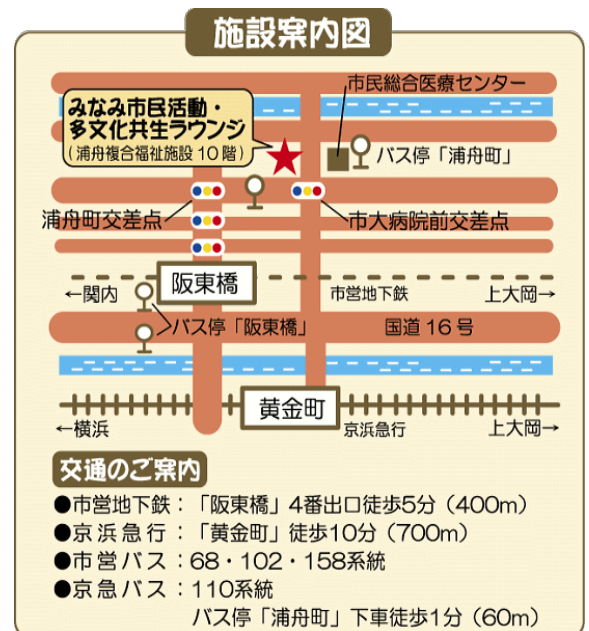 施設案内図
市民総合医療センター
みなみ市民活動・
多文化共生ラウンジ
(浦舟複合福祉施設10階)
バス停「浦舟町」
浦舟町交差点
市大病院前交差点
阪東橋
←関内
市営地下鉄
上大岡→
バス停「阪東橋」
国道16号
黄金町
←横浜
京浜急行
上大岡→
交通のご案内
●市営地下鉄：「阪東橋」4番出口徒歩5分（400m）
●京浜急行：「黄金町」徒歩10分（700m）
●市営バス：68・102・158系統
●京急バス：110系統
バス停「浦舟町」下車徒歩1分（60m）